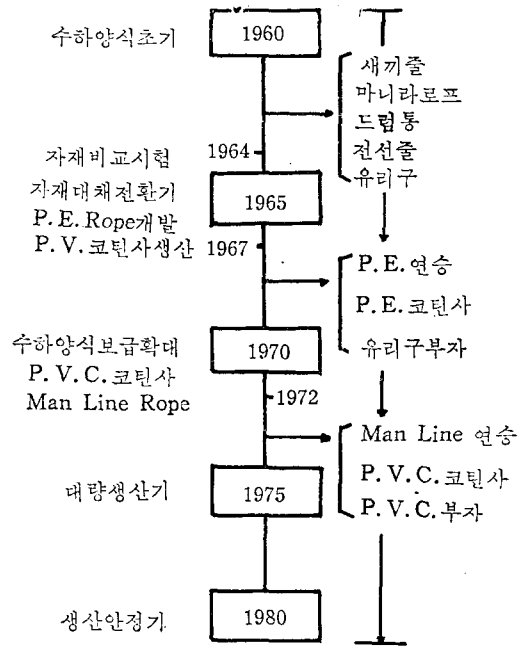 수하양식초기 1960
새끼줄
마니라로프
드럼통
자재비교시험 1964 전선줄
유리구
자재대채전환기 1965
P.E.Rope개발
P.V.코틴사생산 1967
P.E.연승
P.E.코틴사
수하양식보급확대 1970 유리구부자
P.V.C.코틴사
Man Line Rope 1972
Man Line 연승
P.V.C.코틴사
대량생산기 1975
P.V.C.부자
생산안정기 1980